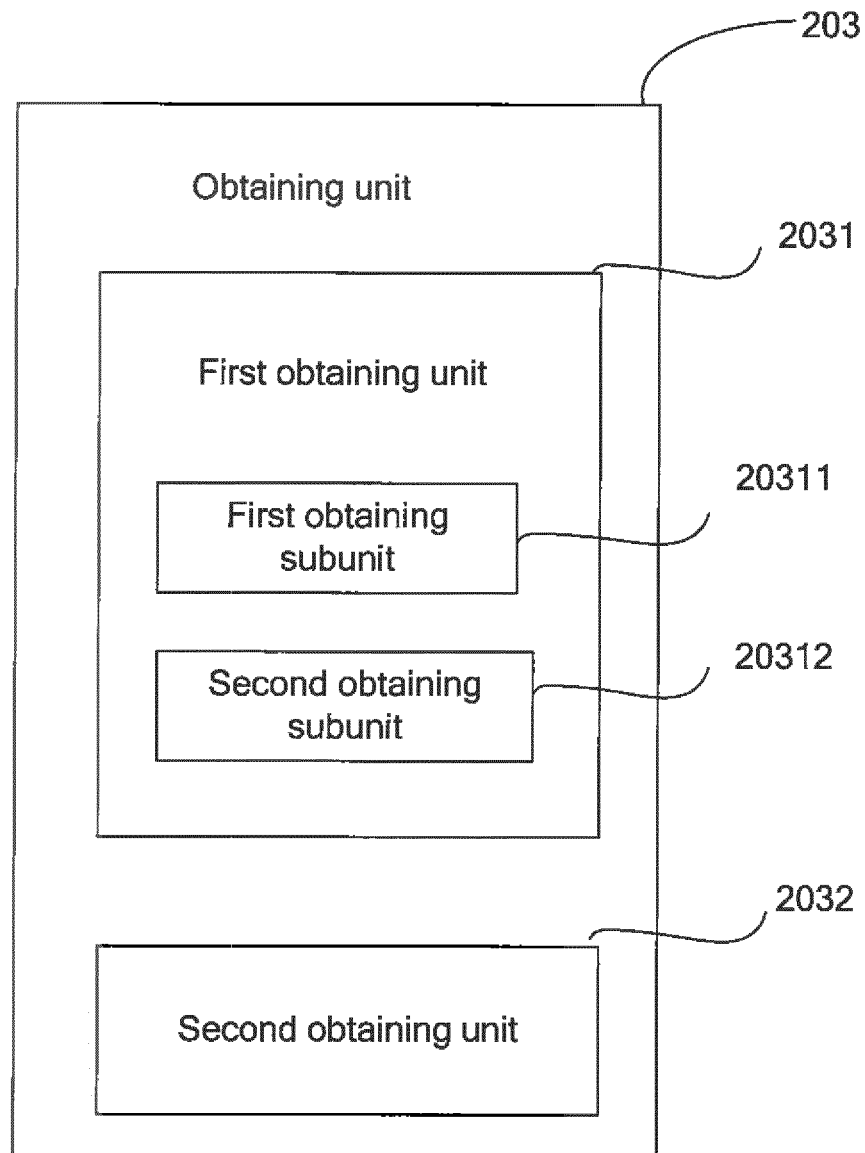 203
Obtaining unit
2031
First obtaining unit
20311
First obtaining
subunit
20312
Second obtaining
subunit
2032
Second obtaining unit